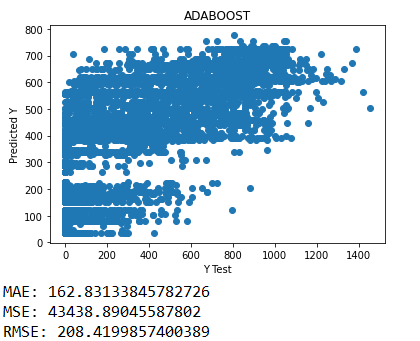 ADABOOST
800
700
600
500
400
300
200
100
0
Predicted Y
0 200 400 600 800 1000 1200 1400
Y Test
MAE: 162.83133845782726
MSE: 43438.89045587802
RMSE: 208.4199857400389